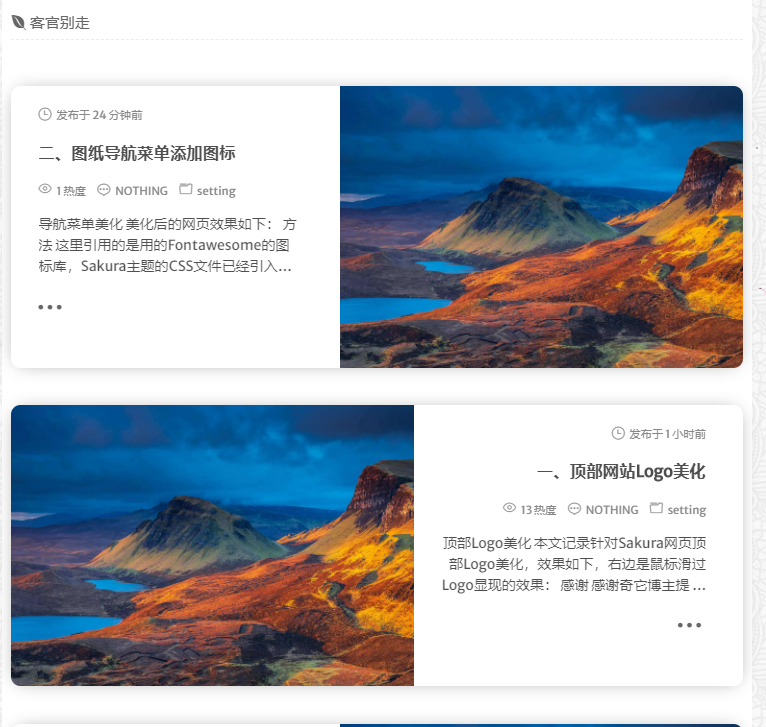 客官别走
发布于 24 分钟前
二、图纸导航菜单添加图标
1 热度 NOTHING setting
导航菜单美化 美化后的网页效果如下： 方
法 这里引用的是用的Fontawesome的图
标库，Sakura主题的CSS文件已经引入...
发布于 1 小时前
一、顶部网站Logo美化
13 热度 NOTHING setting
顶部Logo美化 本文记录针对Sakura网页顶
部Logo美化，效果如下，右边是鼠标滑过
Logo显现的效果： 感谢 感谢奇它博主提 ...